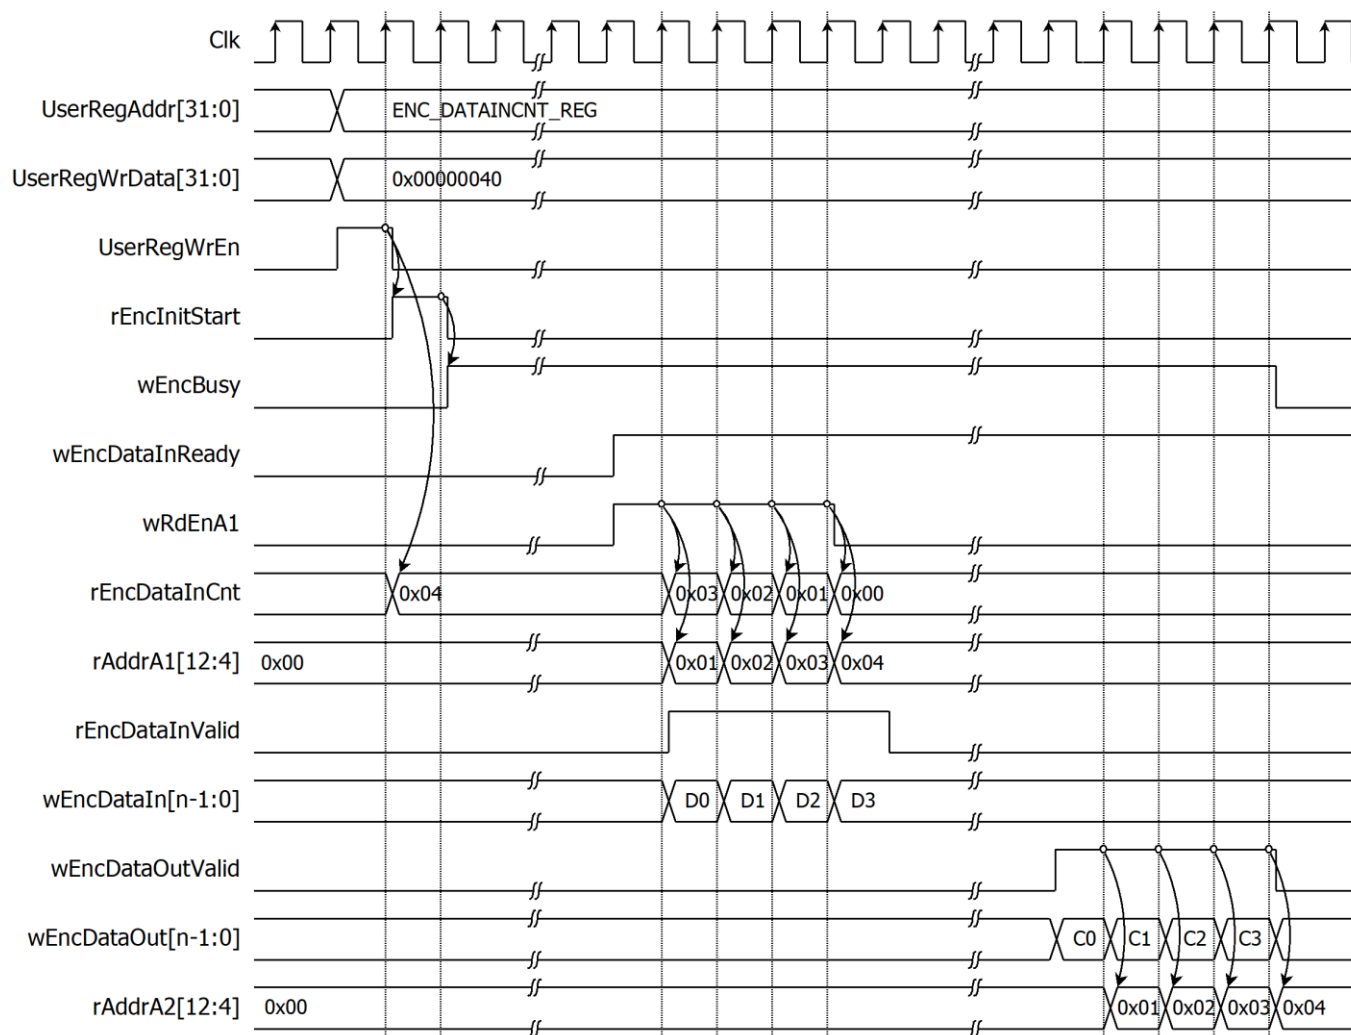 Clk
UserRegAddr[31:0] ENC_DATAINCNT_REG
UserRegWrData[31:0] 0x00000040
UserRegWrEn
rEncInitStart
wEncBusy
wEncDataInReady
wRdEnA1
rEncDataInCnt 0x04 0x03 0x02 0x01 0x00
rAddrA1[12:4] 0x00 0x01 0x02 0x03 0x04
rEncDataInValid
wEncDataIn[n-1:0] D0 D1 D2 D3
wEncDataOutValid
wEncDataOut[n-1:0] C0 C1 C2 C3
rAddrA2[12:4] 0x00 0x01 0x02 0x03 0x04